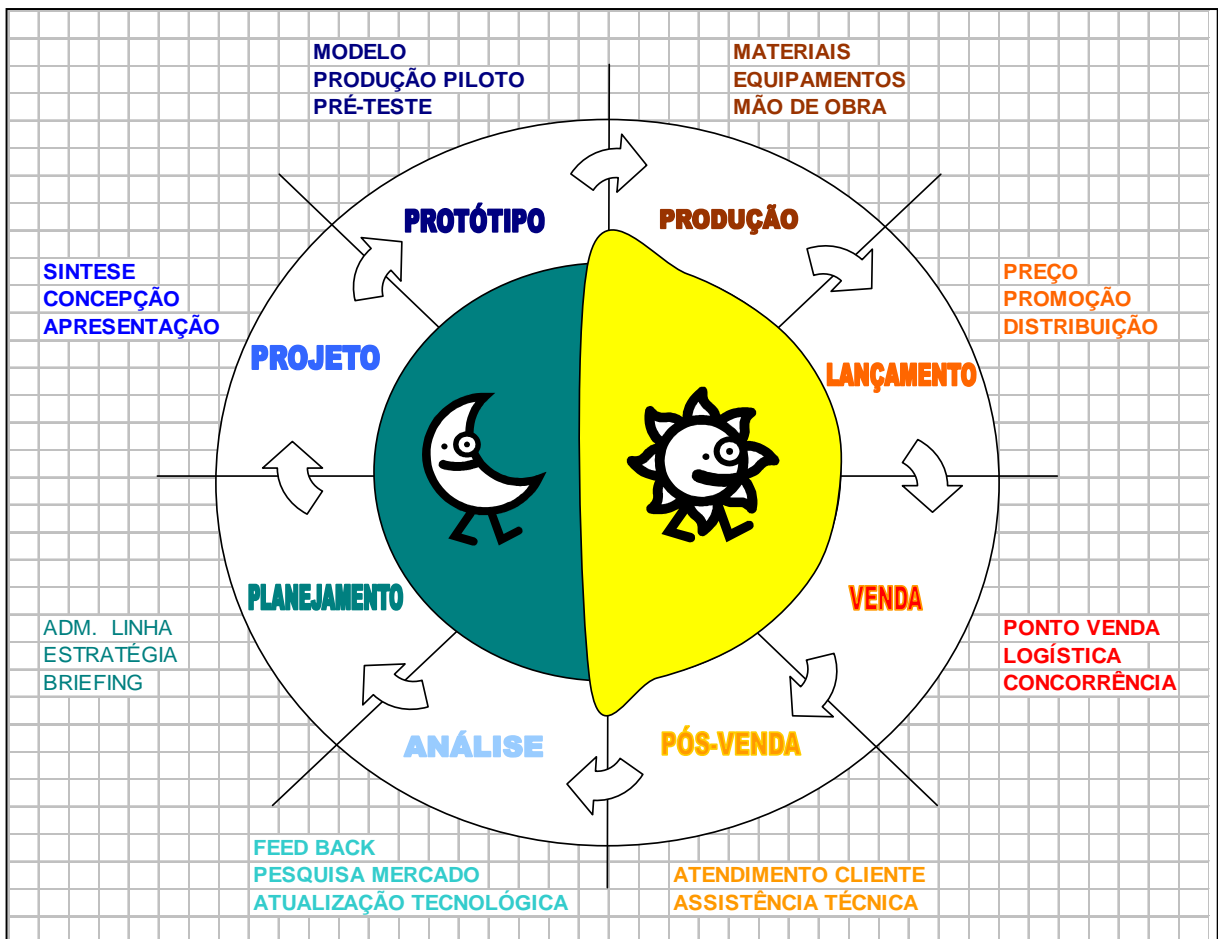 MODELO
PRODUÇÃO PILOTO
PRÉ-TESTE
MATERIAIS
EQUIPAMENTOS
MÃO DE OBRA
PROTÓTIPO
PRODUÇÃO
SINTESE
CONCEPÇÃO
APRESENTAÇÃO
PREÇO
PROMOÇÃO
DISTRIBUIÇÃO
PROJETO
LANÇAMENTO
PLANEJAMENTO
VENDA
ADM. LINHA
ESTRATÉGIA
BRIEFING
PONTO VENDA
LOGÍSTICA
CONCORRÊNCIA
ANÁLISE
PÓS-VENDA
FEED BACK
PESQUISA MERCADO
ATUALIZAÇÃO TECNOLÓGICA
ATENDIMENTO CLIENTE
ASSISTÊNCIA TÉCNICA